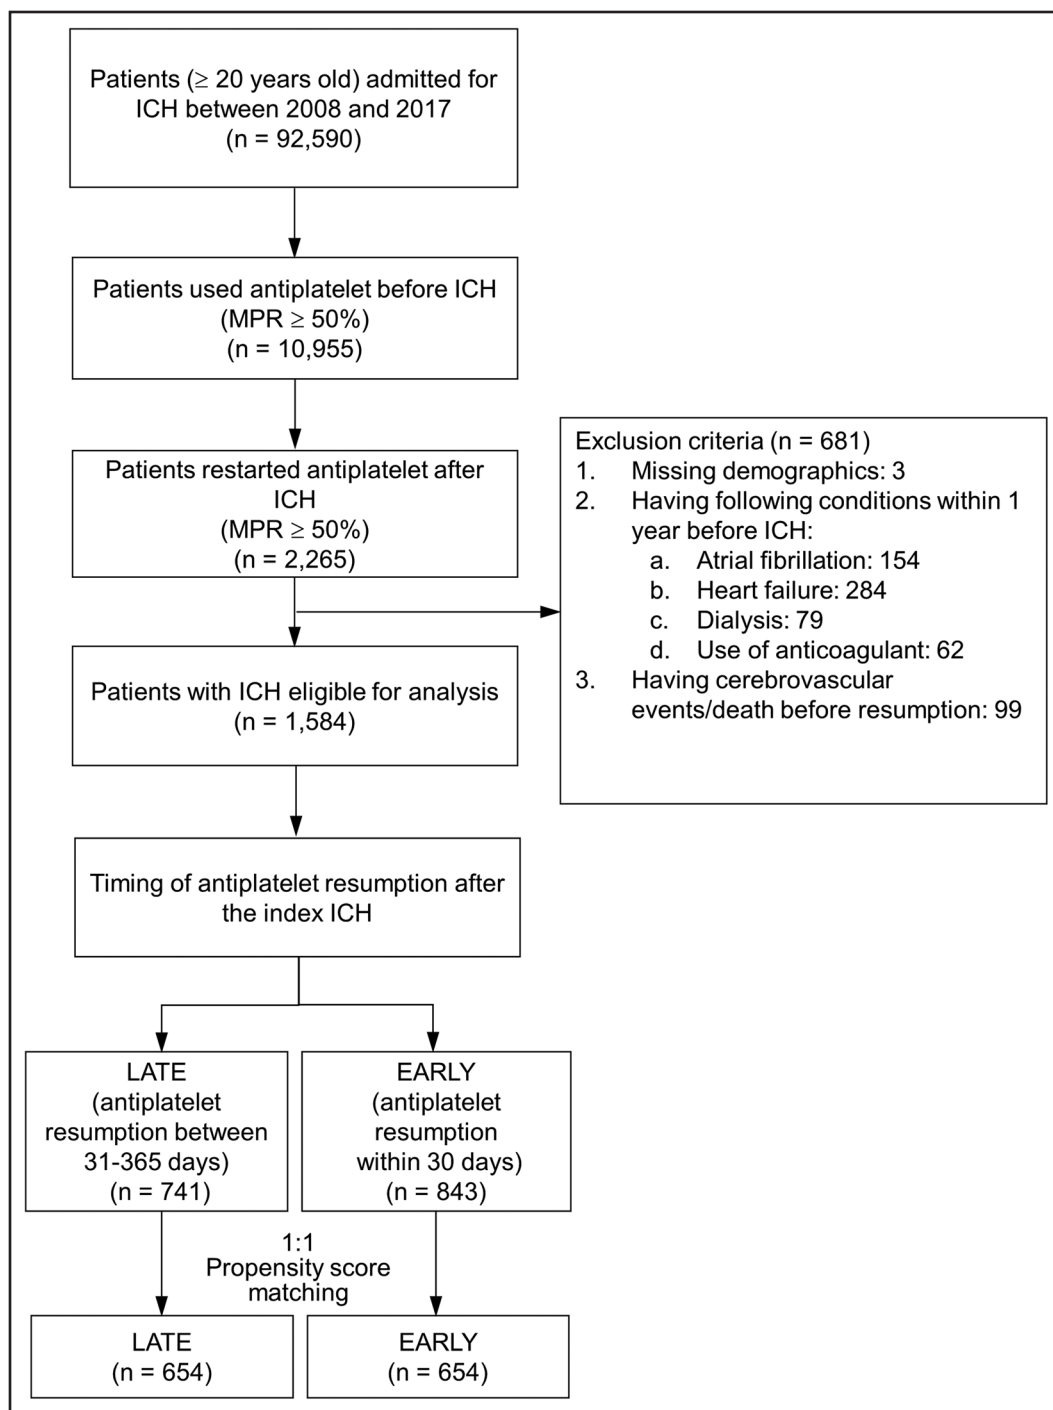 Patients (≥ 20 years old) admitted for
ICH between 2008 and 2017
(n = 92,590)
Patients used antiplatelet before ICH
(MPR ≥ 50%)
(n = 10,955)
Patients restarted antiplatelet after
ICH
(MPR ≥ 50%)
(n = 2,265)
Exclusion criteria (n = 681)
1. Missing demographics: 3
2. Having following conditions within 1
year before ICH:
a. Atrial fibrillation: 154
b. Heart failure: 284
c. Dialysis: 79
d. Use of anticoagulant: 62
3. Having cerebrovascular
events/death before resumption: 99
Patients with ICH eligible for analysis
(n = 1,584)
Timing of antiplatelet resumption after
the index ICH
LATE
(antiplatelet
resumption between
31-365 days)
(n = 741)
EARLY
(antiplatelet
resumption
within 30 days)
(n = 843)
1:1
Propensity score
matching
LATE
(n = 654)
EARLY
(n = 654)